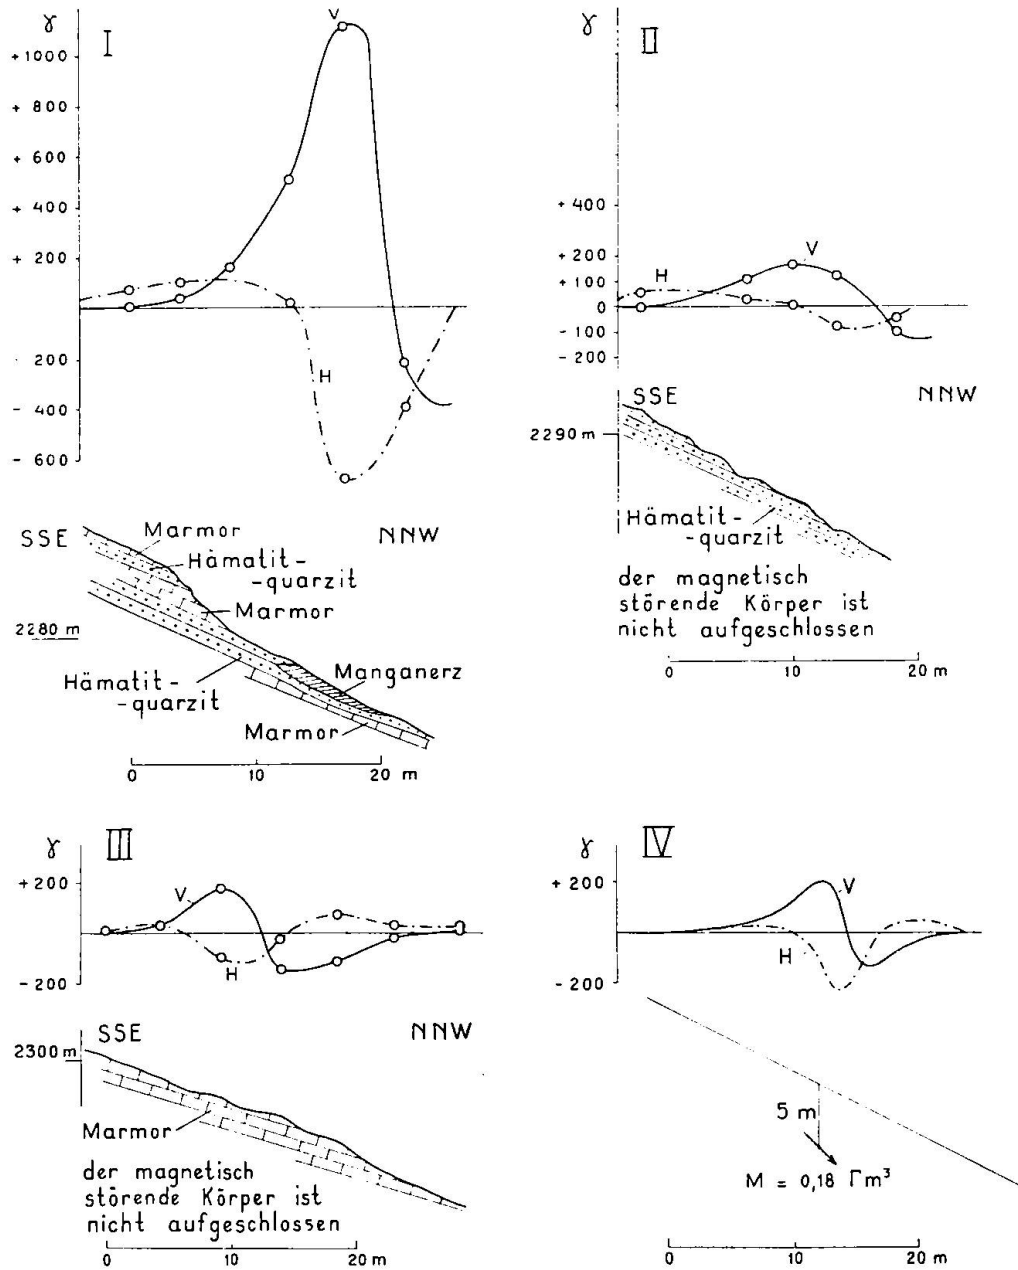 γ
I
V
+1000
+ 800
+ 600
+ 400
+ 200
0
- 200
H
- 400
- 600
SSE
NNW
Marmor
Hämatit-
-quarzit
Marmor
2280 m
Manganerz
Hämatit-
-quarzit
Marmor
0 10 20 m
γ
II
+ 400
+ 200
V
+ 100
H
0
- 100
- 200
SSE
NNW
2290 m
Hämatit-
-quarzit
der magnetisch
störende Körper ist
nicht aufgeschlossen
0 10 20 m
γ
III
+ 200
V
0
H
- 200
SSE
NNW
2300 m
Marmor
der magnetisch
störende Körper ist
nicht aufgeschlossen
0 10 20 m
γ
IV
+ 200
V
0
H
- 200
5 m
M = 0,18 Γm³
0 10 20 m